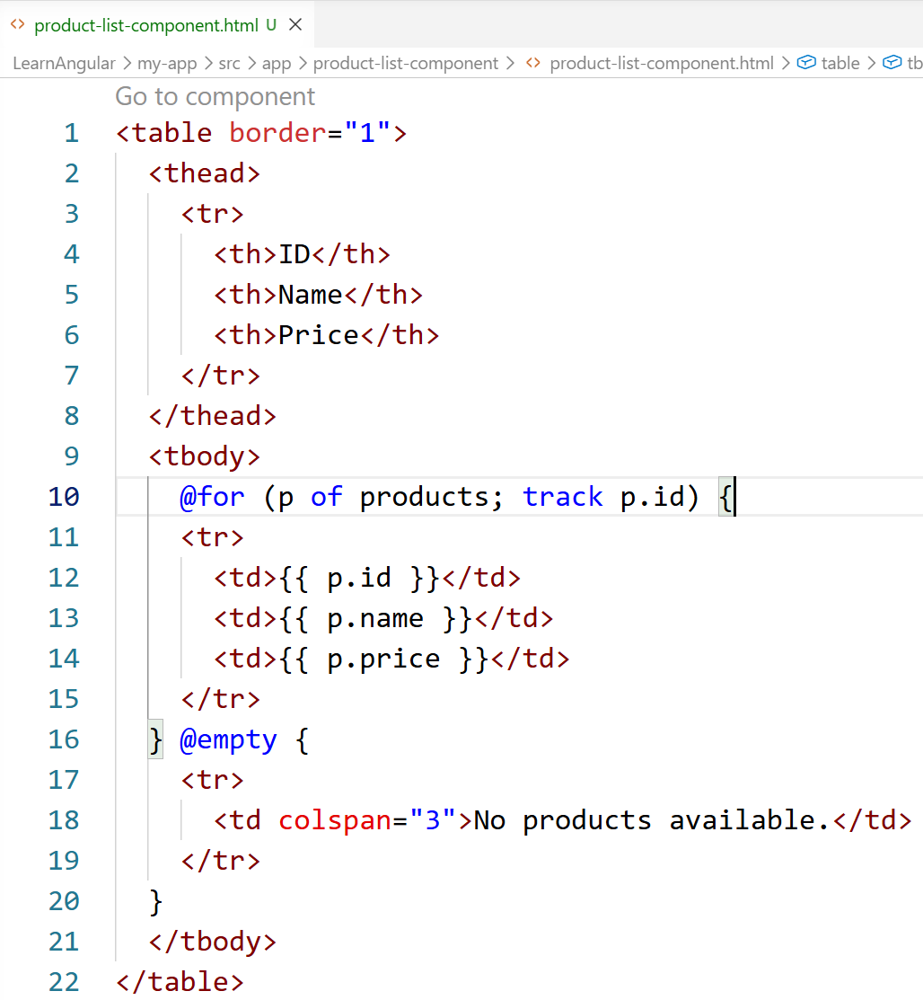 product-list-component.html U
LearnAngular > my-app > src > app > product-list-component > product-list-component.html > table > tb
Go to component
1 <table border="1">
2 <thead>
3 <tr>
4 <th>ID</th>
5 <th>Name</th>
6 <th>Price</th>
7 </tr>
8 </thead>
9 <tbody>
10 @for (p of products; track p.id) {
11 <tr>
12 <td>{{ p.id }}</td>
13 <td>{{ p.name }}</td>
14 <td>{{ p.price }}</td>
15 </tr>
16 } @empty {
17 <tr>
18 <td colspan="3">No products available.</td>
19 </tr>
20 }
21 </tbody>
22 </table>